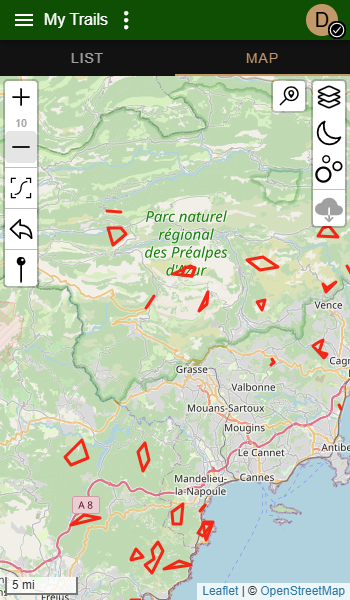 My Trails
D
LIST
MAP
10
Parc naturel
régional
des Préalpes
d'Azur
Vence
Grasse
Valbonne
Mouans-Sartoux
Mougins
Le Cannet
Cannes
Mandelieu-
la-Napoule
A 8
5 mi
Leaflet | © OpenStreetMap